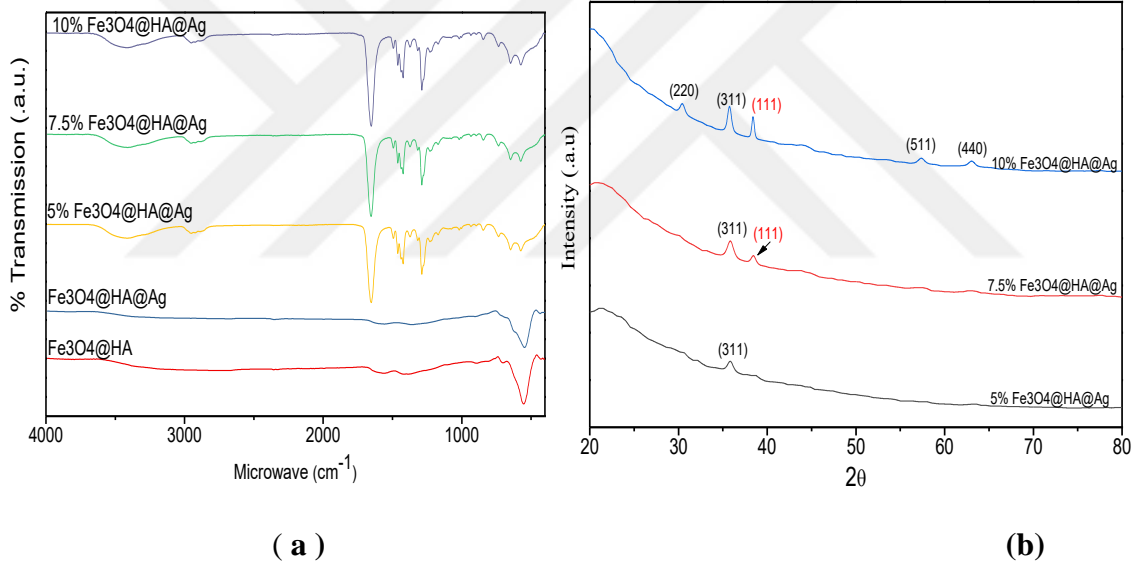 10% Fe3O4@HA@Ag
7.5% Fe3O4@HA@Ag
5% Fe3O4@HA@Ag
Fe3O4@HA@Ag
Fe3O4@HA
% Transmission (.a.u.)
4000 3000 2000 1000
Microwave (cm-1)
( a )
(220) (311) (111) (511) (440)
10% Fe3O4@HA@Ag
(311) (111)
7.5% Fe3O4@HA@Ag
(311)
5% Fe3O4@HA@Ag
Intensity (.a.u)
20 30 40 50 60 70 80
2θ
(b)